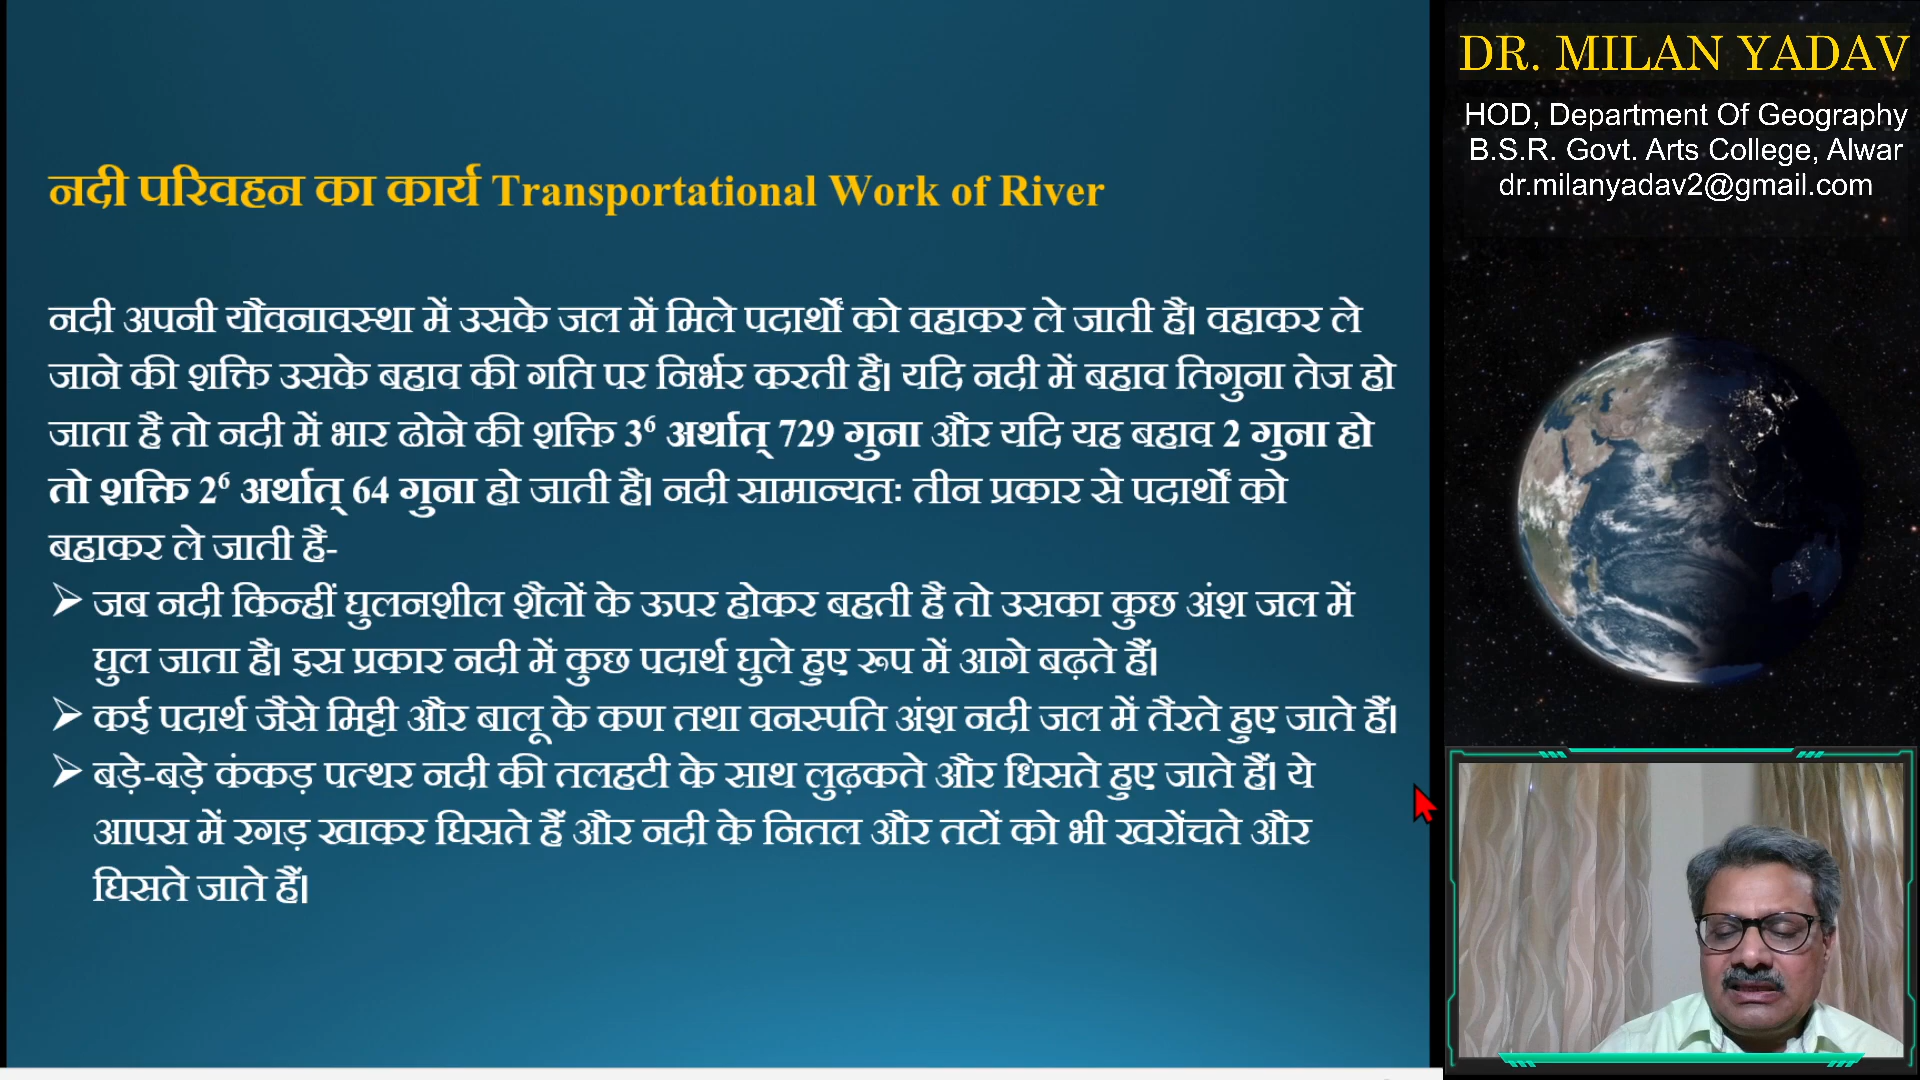 नदी परिवहन का कार्य Transportational Work of River
नदी अपनी यौवनावस्था में उसके जल में मिले पदार्थों को वहाकर ले जाती है। वहाकर ले
जाने की शक्ति उसके बहाव की गति पर निर्भर करती है। यदि नदी में बहाव तिगुना तेज हो
जाता है तो नदी में भार ढोने की शक्ति 3⁶ अर्थात् 729 गुना और यदि यह बहाव 2 गुना हो
तो शक्ति 2⁶ अर्थात् 64 गुना हो जाती है। नदी सामान्यतः तीन प्रकार से पदार्थों को
बहाकर ले जाती है-
➢ जब नदी किन्हीं घुलनशील शैलों के ऊपर होकर बहती है तो उसका कुछ अंश जल में
घुल जाता है। इस प्रकार नदी में कुछ पदार्थ घुले हुए रूप में आगे बढ़ते हैं।
➢ कई पदार्थ जैसे मिट्टी और बालू के कण तथा वनस्पति अंश नदी जल में तैरते हुए जाते हैं।
➢ बड़े-बड़े कंकड़ पत्थर नदी की तलहटी के साथ लुढ़कते और घिसते हुए जाते हैं। ये
आपस में रगड़ खाकर घिसते हैं और नदी के नितल और तटों को भी खरोंचते और
घिसते जाते हैं।
DR. MILAN YADAV
HOD, Department Of Geography
B.S.R. Govt. Arts College, Alwar
dr.milanyadav2@gmail.com